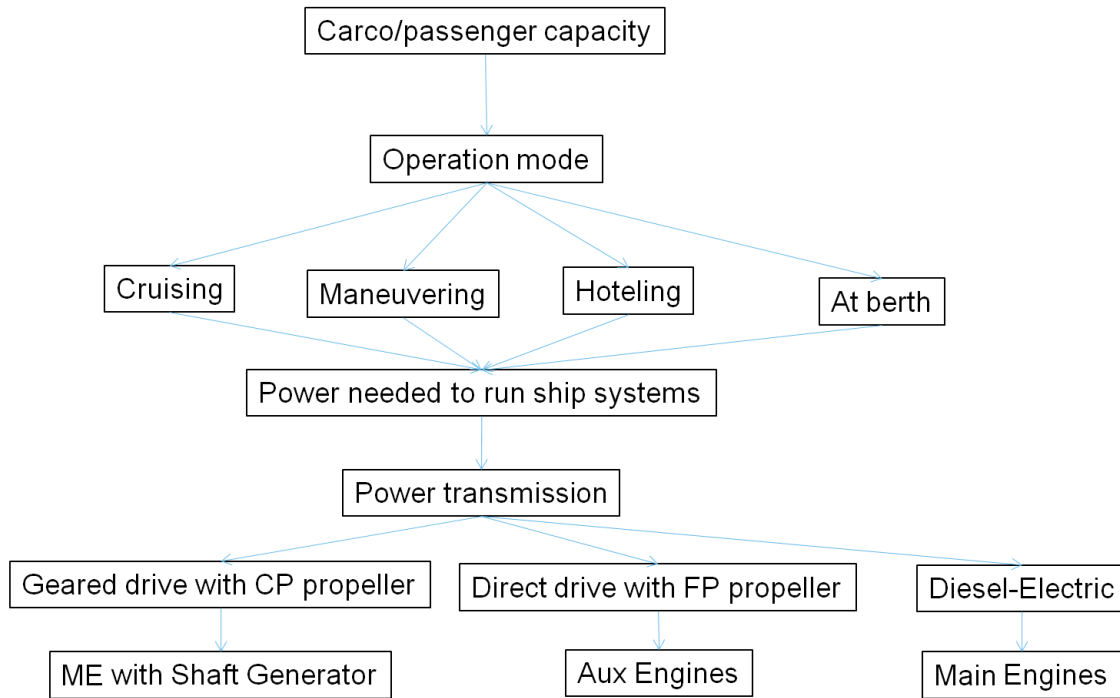 Carco/passenger capacity
Operation mode
Cruising
Maneuvering
Hoteling
At berth
Power needed to run ship systems
Power transmission
Geared drive with CP propeller
Direct drive with FP propeller
Diesel-Electric
ME with Shaft Generator
Aux Engines
Main Engines